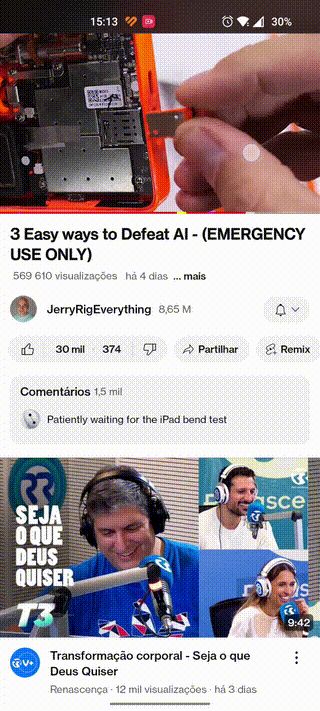 15:13
30%
3 Easy ways to Defeat AI - (EMERGENCY
USE ONLY)
569 610 visualizações há 4 dias ... mais
JerryRigEverything 8,65 M
30 mil 374 Partilhar Remix
Comentários 1,5 mil
Patiently waiting for the iPad bend test
SEJA
O QUE
DEUS
QUISER
T3
9:42
V+
Transformação corporal - Seja o que
Deus Quiser
Renascença · 12 mil visualizações · há 3 dias